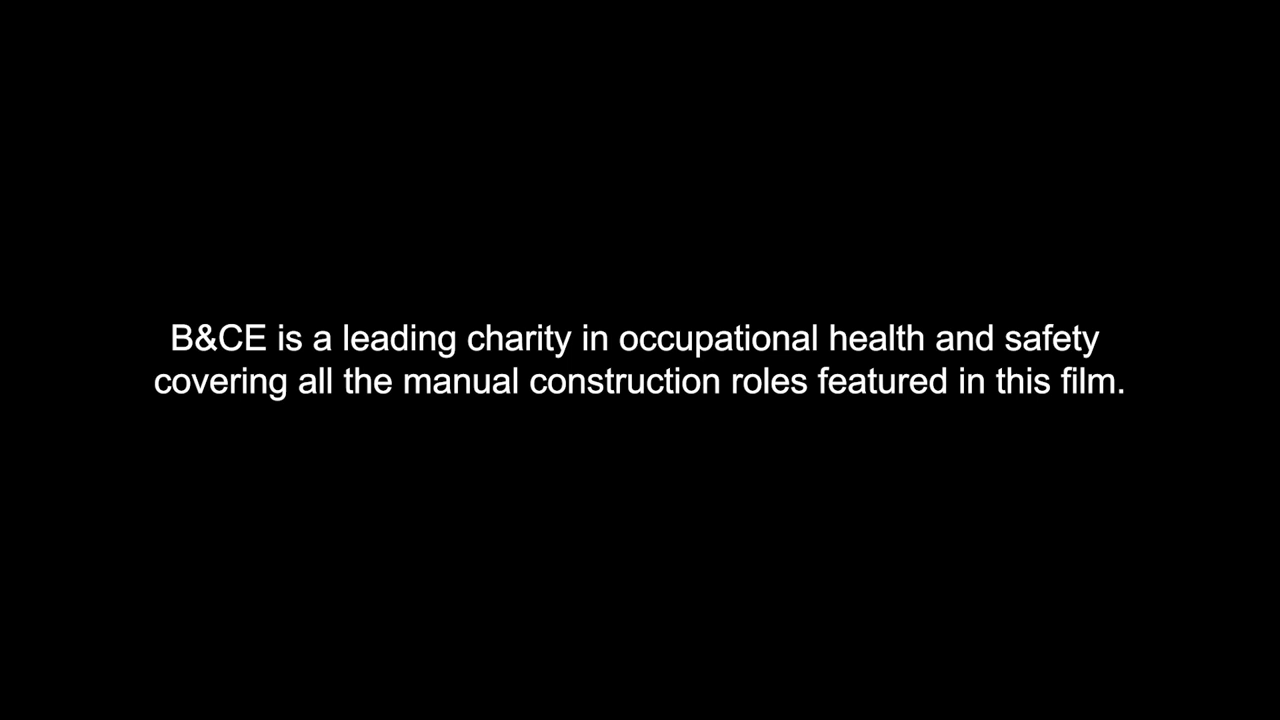 B&CE is a leading charity in occupational health and safety
covering all the manual construction roles featured in this film.